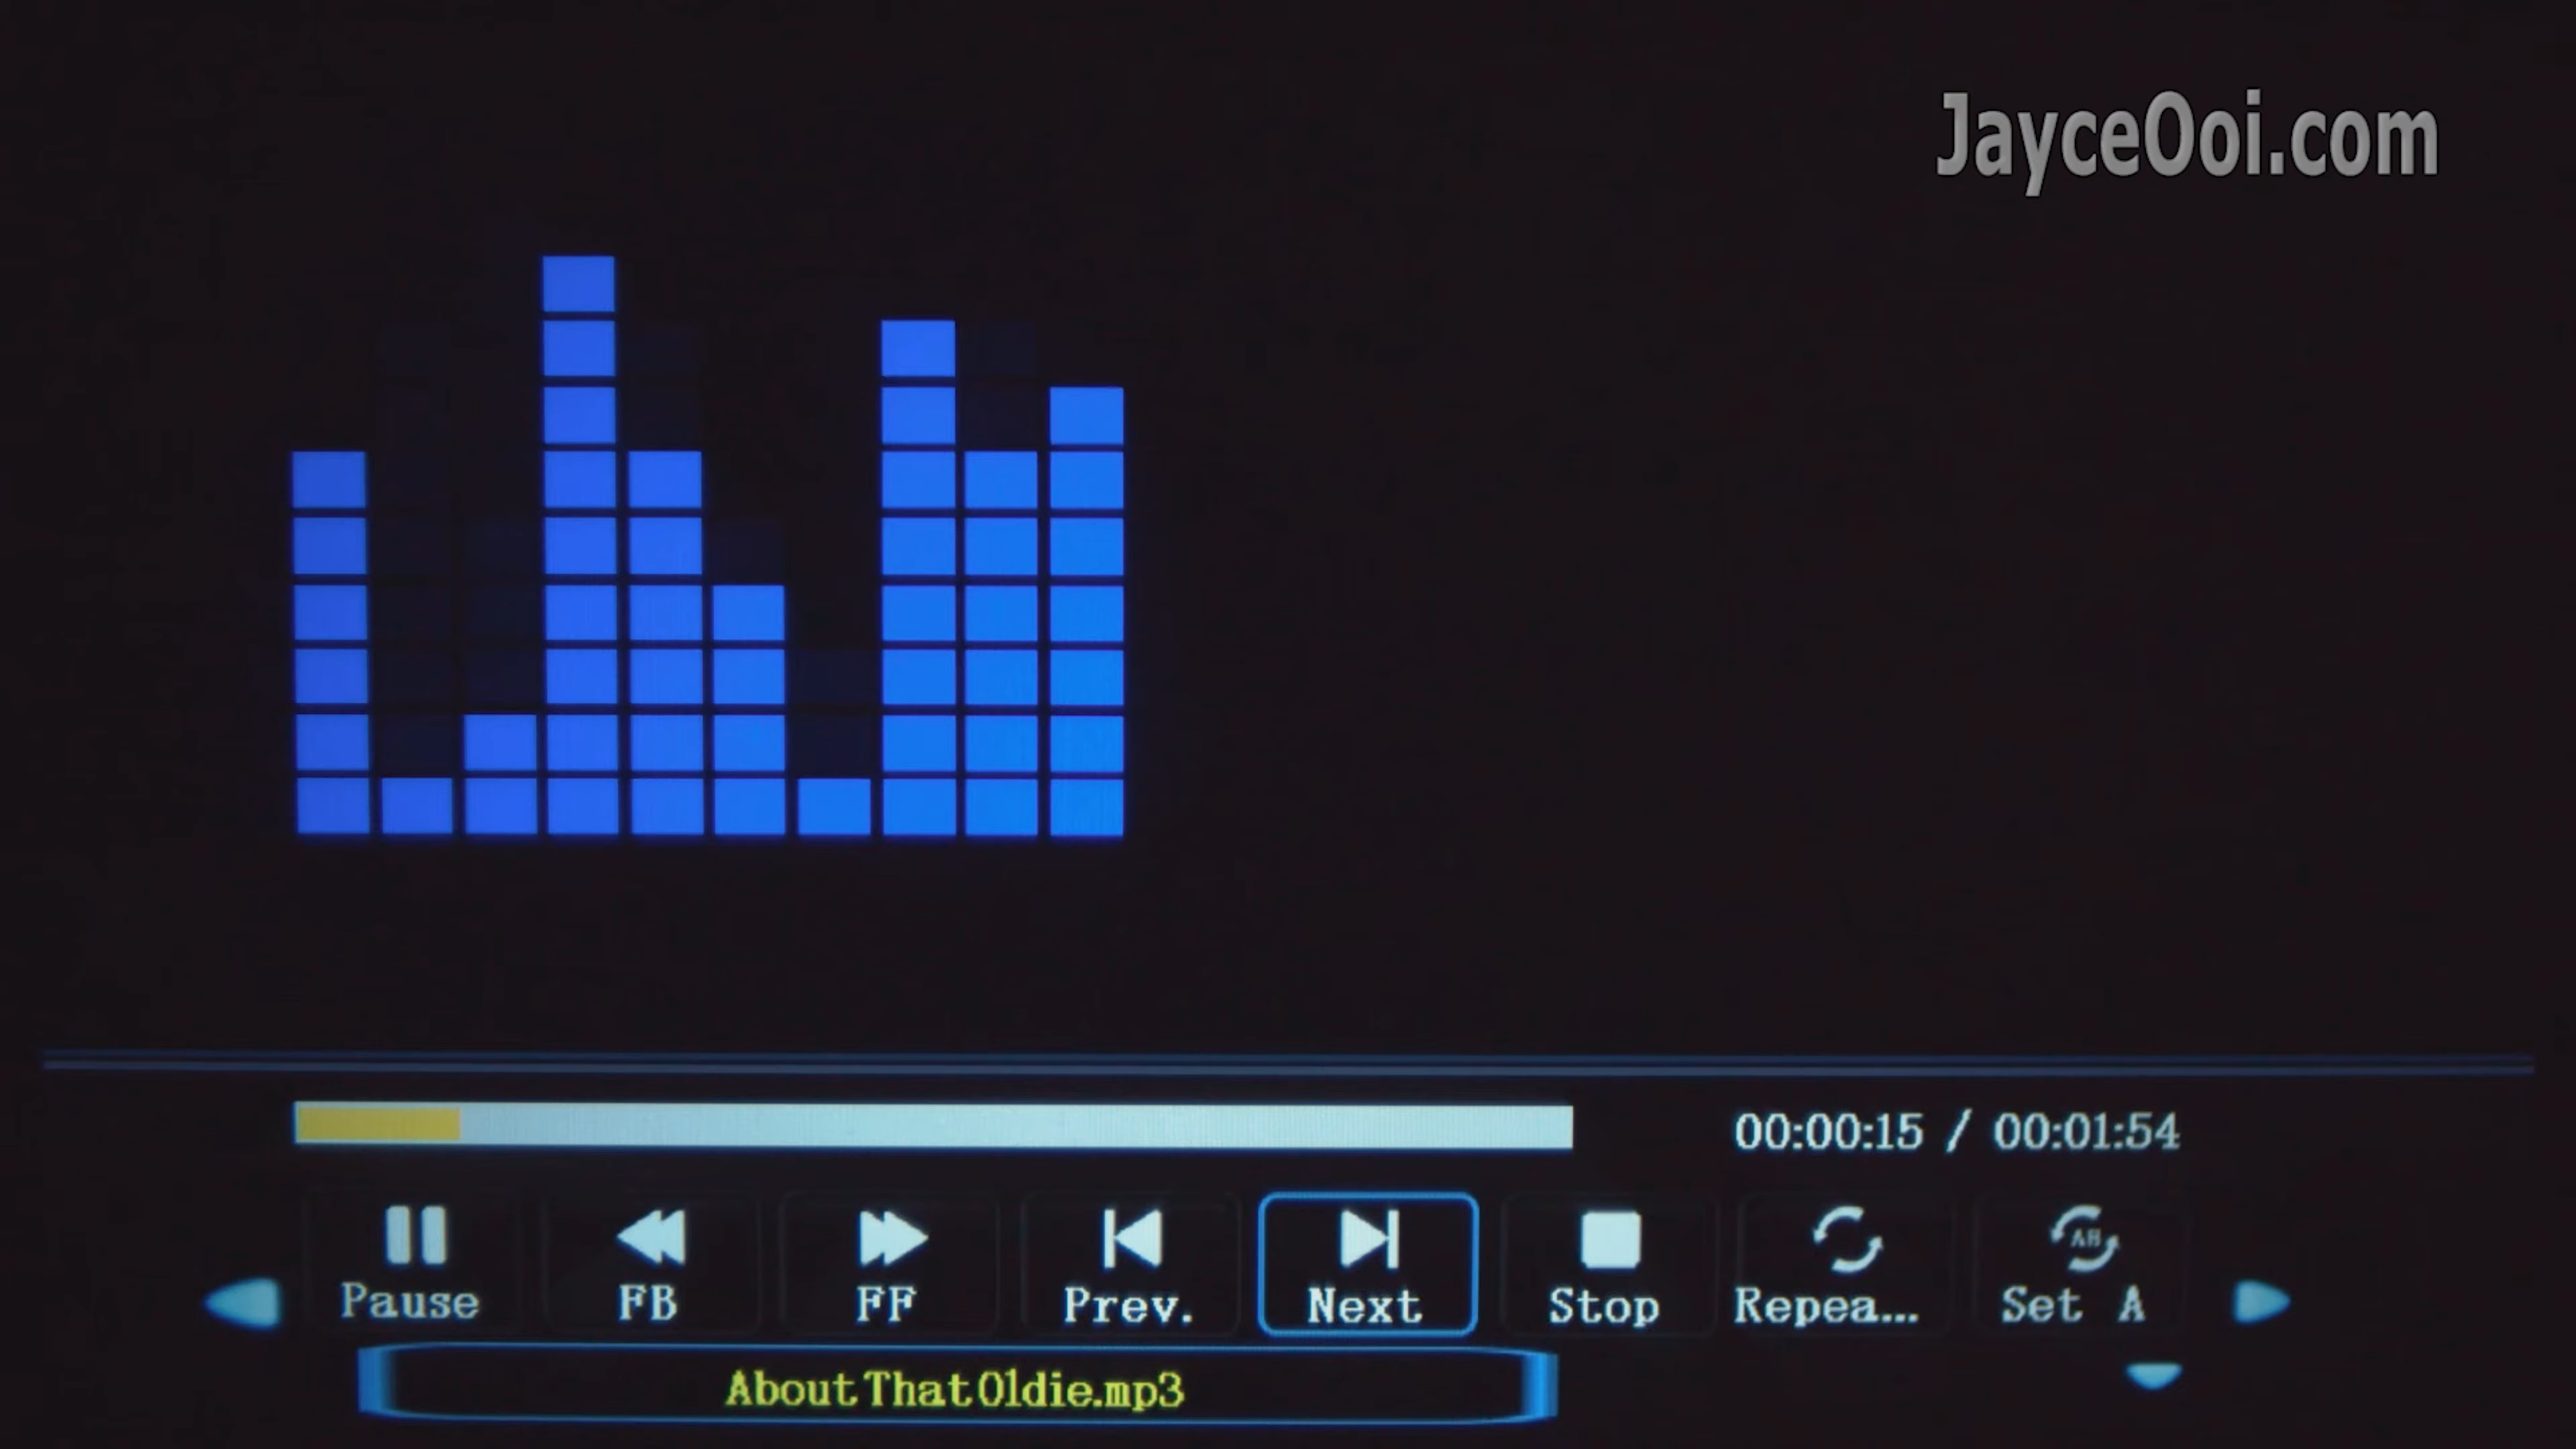 JayceOoi.com
00:00:15 / 00:01:54
AB
Pause FB FF Prev. Next Stop Repea... Set A
About That Oldie.mp3